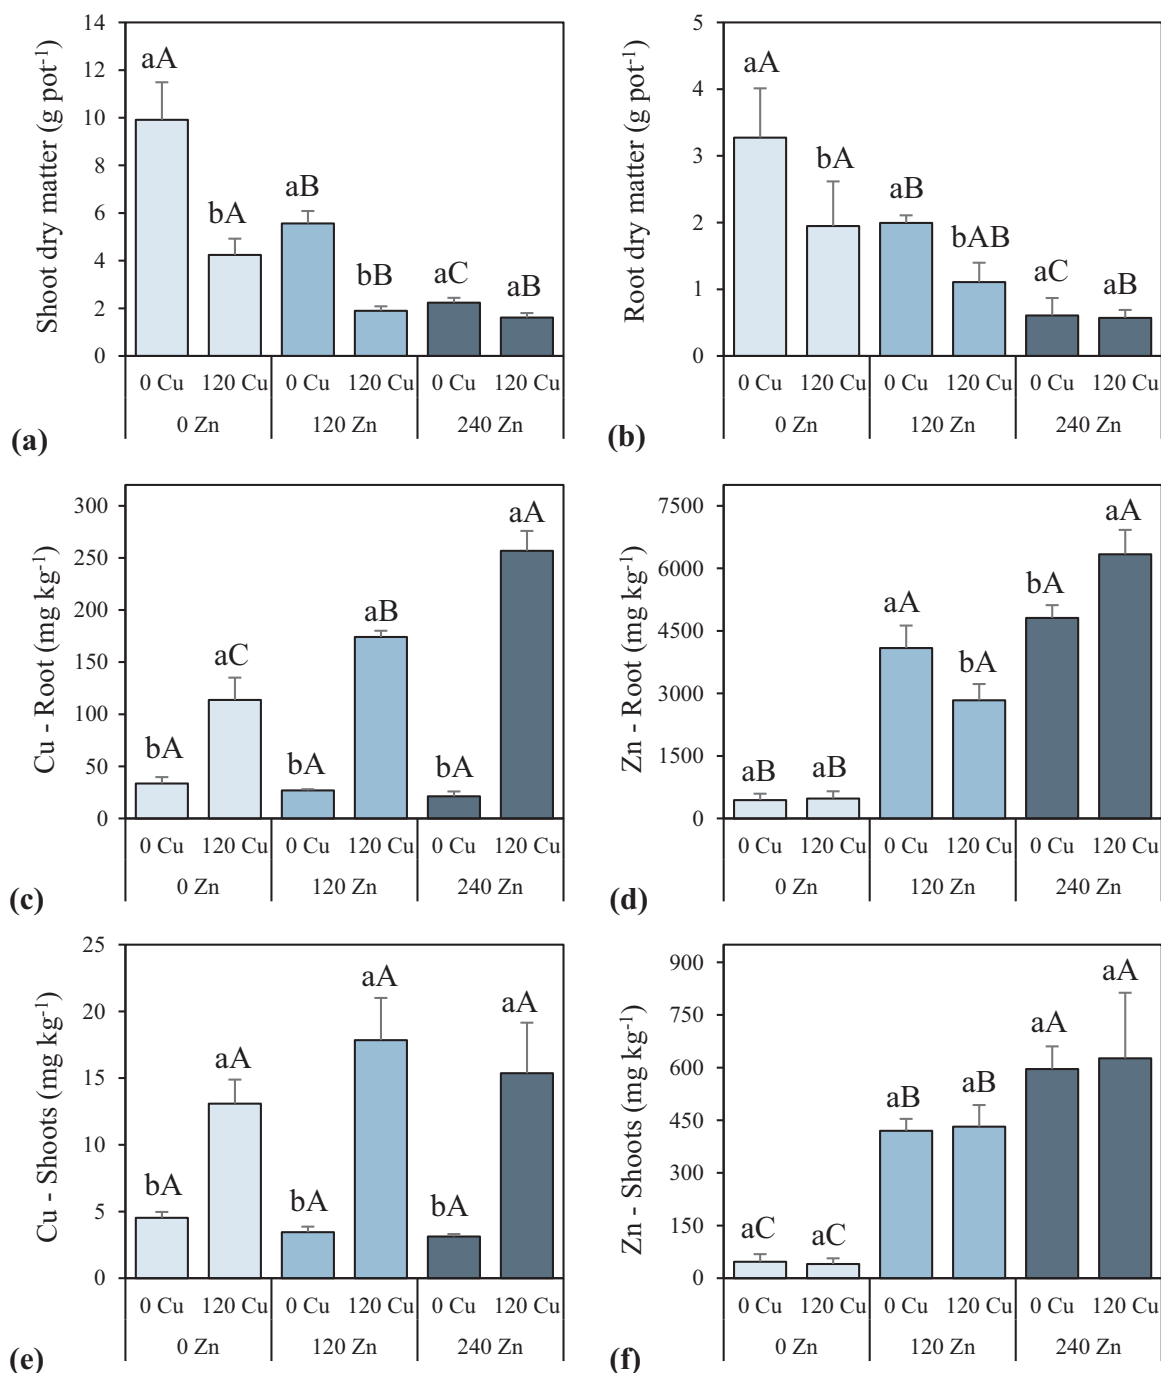 Shoot dry matter (g pot⁻¹)
14
12
10
8
6
4
2
0
aA
bA
aB
bB
aC
aB
0 Cu 120 Cu 0 Cu 120 Cu 0 Cu 120 Cu
0 Zn 120 Zn 240 Zn
(a)
Root dry matter (g pot⁻¹)
5
4
3
2
1
0
aA
bA
aB
bAB
aC
aB
0 Cu 120 Cu 0 Cu 120 Cu 0 Cu 120 Cu
0 Zn 120 Zn 240 Zn
(b)
Cu - Root (mg kg⁻¹)
300
250
200
150
100
50
0
bA
aC
bA
aB
bA
aA
0 Cu 120 Cu 0 Cu 120 Cu 0 Cu 120 Cu
0 Zn 120 Zn 240 Zn
(c)
Zn - Root (mg kg⁻¹)
7500
6000
4500
3000
1500
0
aB
aB
aA
bA
bA
aA
0 Cu 120 Cu 0 Cu 120 Cu 0 Cu 120 Cu
0 Zn 120 Zn 240 Zn
(d)
Cu - Shoots (mg kg⁻¹)
25
20
15
10
5
0
bA
aA
bA
aA
bA
aA
0 Cu 120 Cu 0 Cu 120 Cu 0 Cu 120 Cu
0 Zn 120 Zn 240 Zn
(e)
Zn - Shoots (mg kg⁻¹)
900
750
600
450
300
150
0
aC
aC
aB
aB
aA
aA
0 Cu 120 Cu 0 Cu 120 Cu 0 Cu 120 Cu
0 Zn 120 Zn 240 Zn
(f)